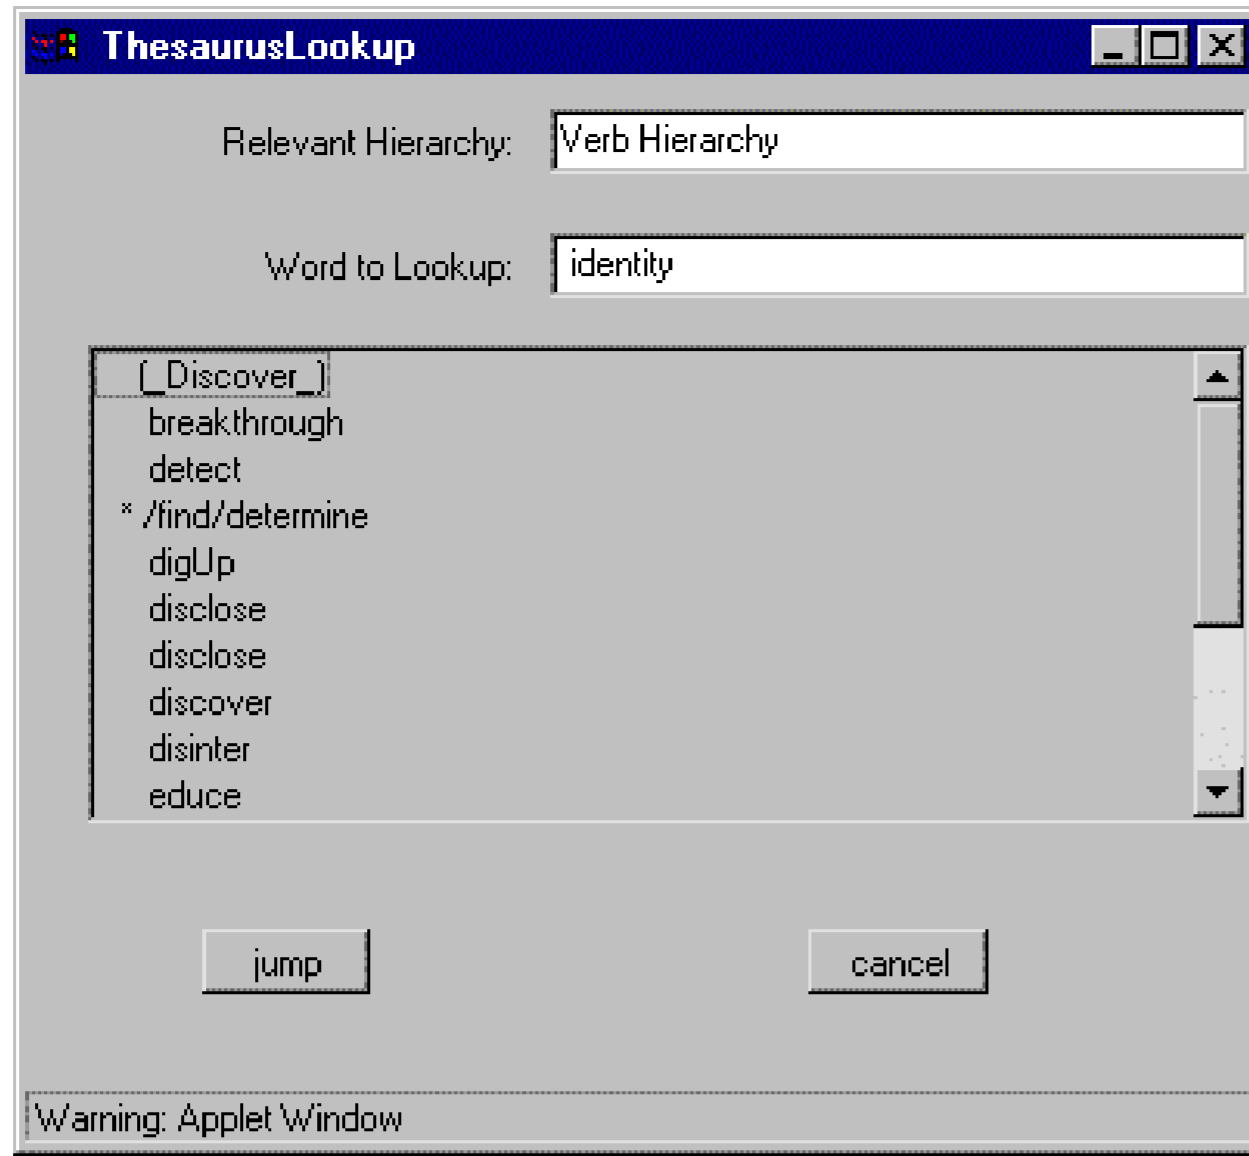 ThesaurusLookup
Relevant Hierarchy: Verb Hierarchy
Word to Lookup: identity
(_Discover_)
breakthrough
detect
* /find/determine
digUp
disclose
disclose
discover
disinter
educe
jump cancel
Warning: Applet Window